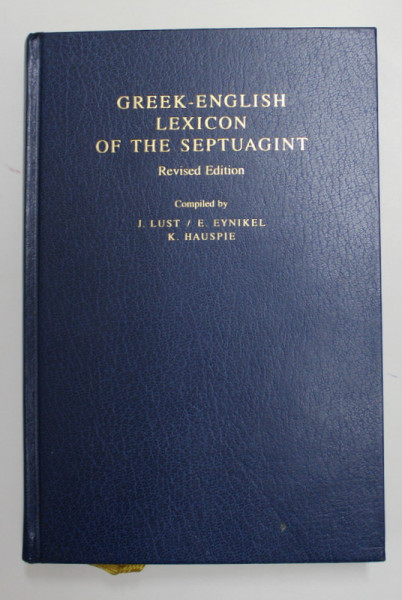 GREEK-ENGLISH
LEXICON
OF THE SEPTUAGINT
Revised Edition
Compiled by
J. LUST / E. EYNIKEL
K. HAUSPIE